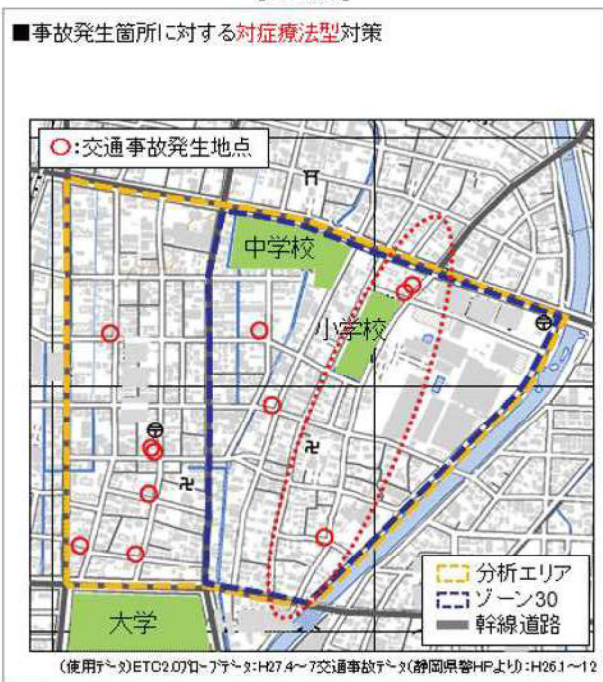 ■事故発生箇所に対する対症療法型対策
○:交通事故発生地点
中学校
小学校
大学
分析エリア
ゾーン30
幹線道路
(使用データ)ETC2.0プローブデータ:H27.4~7交通事故データ(静岡県警HPより):H26.1~12